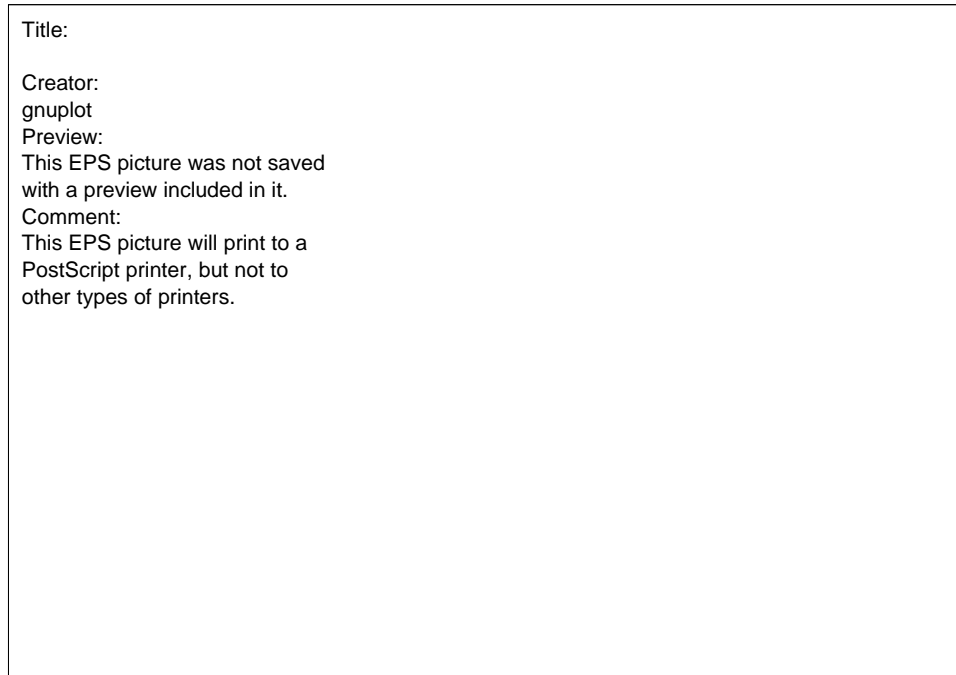 Title:
Creator:
gnuplot
Preview:
This EPS picture was not saved
with a preview included in it.
Comment:
This EPS picture will print to a
PostScript printer, but not to
other types of printers.